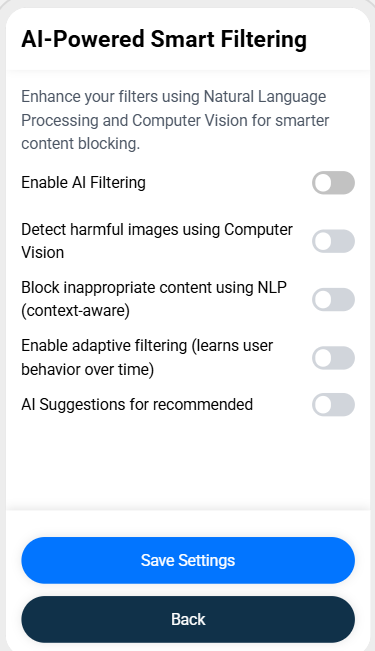 AI-Powered Smart Filtering
Enhance your filters using Natural Language
Processing and Computer Vision for smarter
content blocking.
Enable AI Filtering
Detect harmful images using Computer
Vision
Block inappropriate content using NLP
(context-aware)
Enable adaptive filtering (learns user
behavior over time)
AI Suggestions for recommended
Save Settings
Back